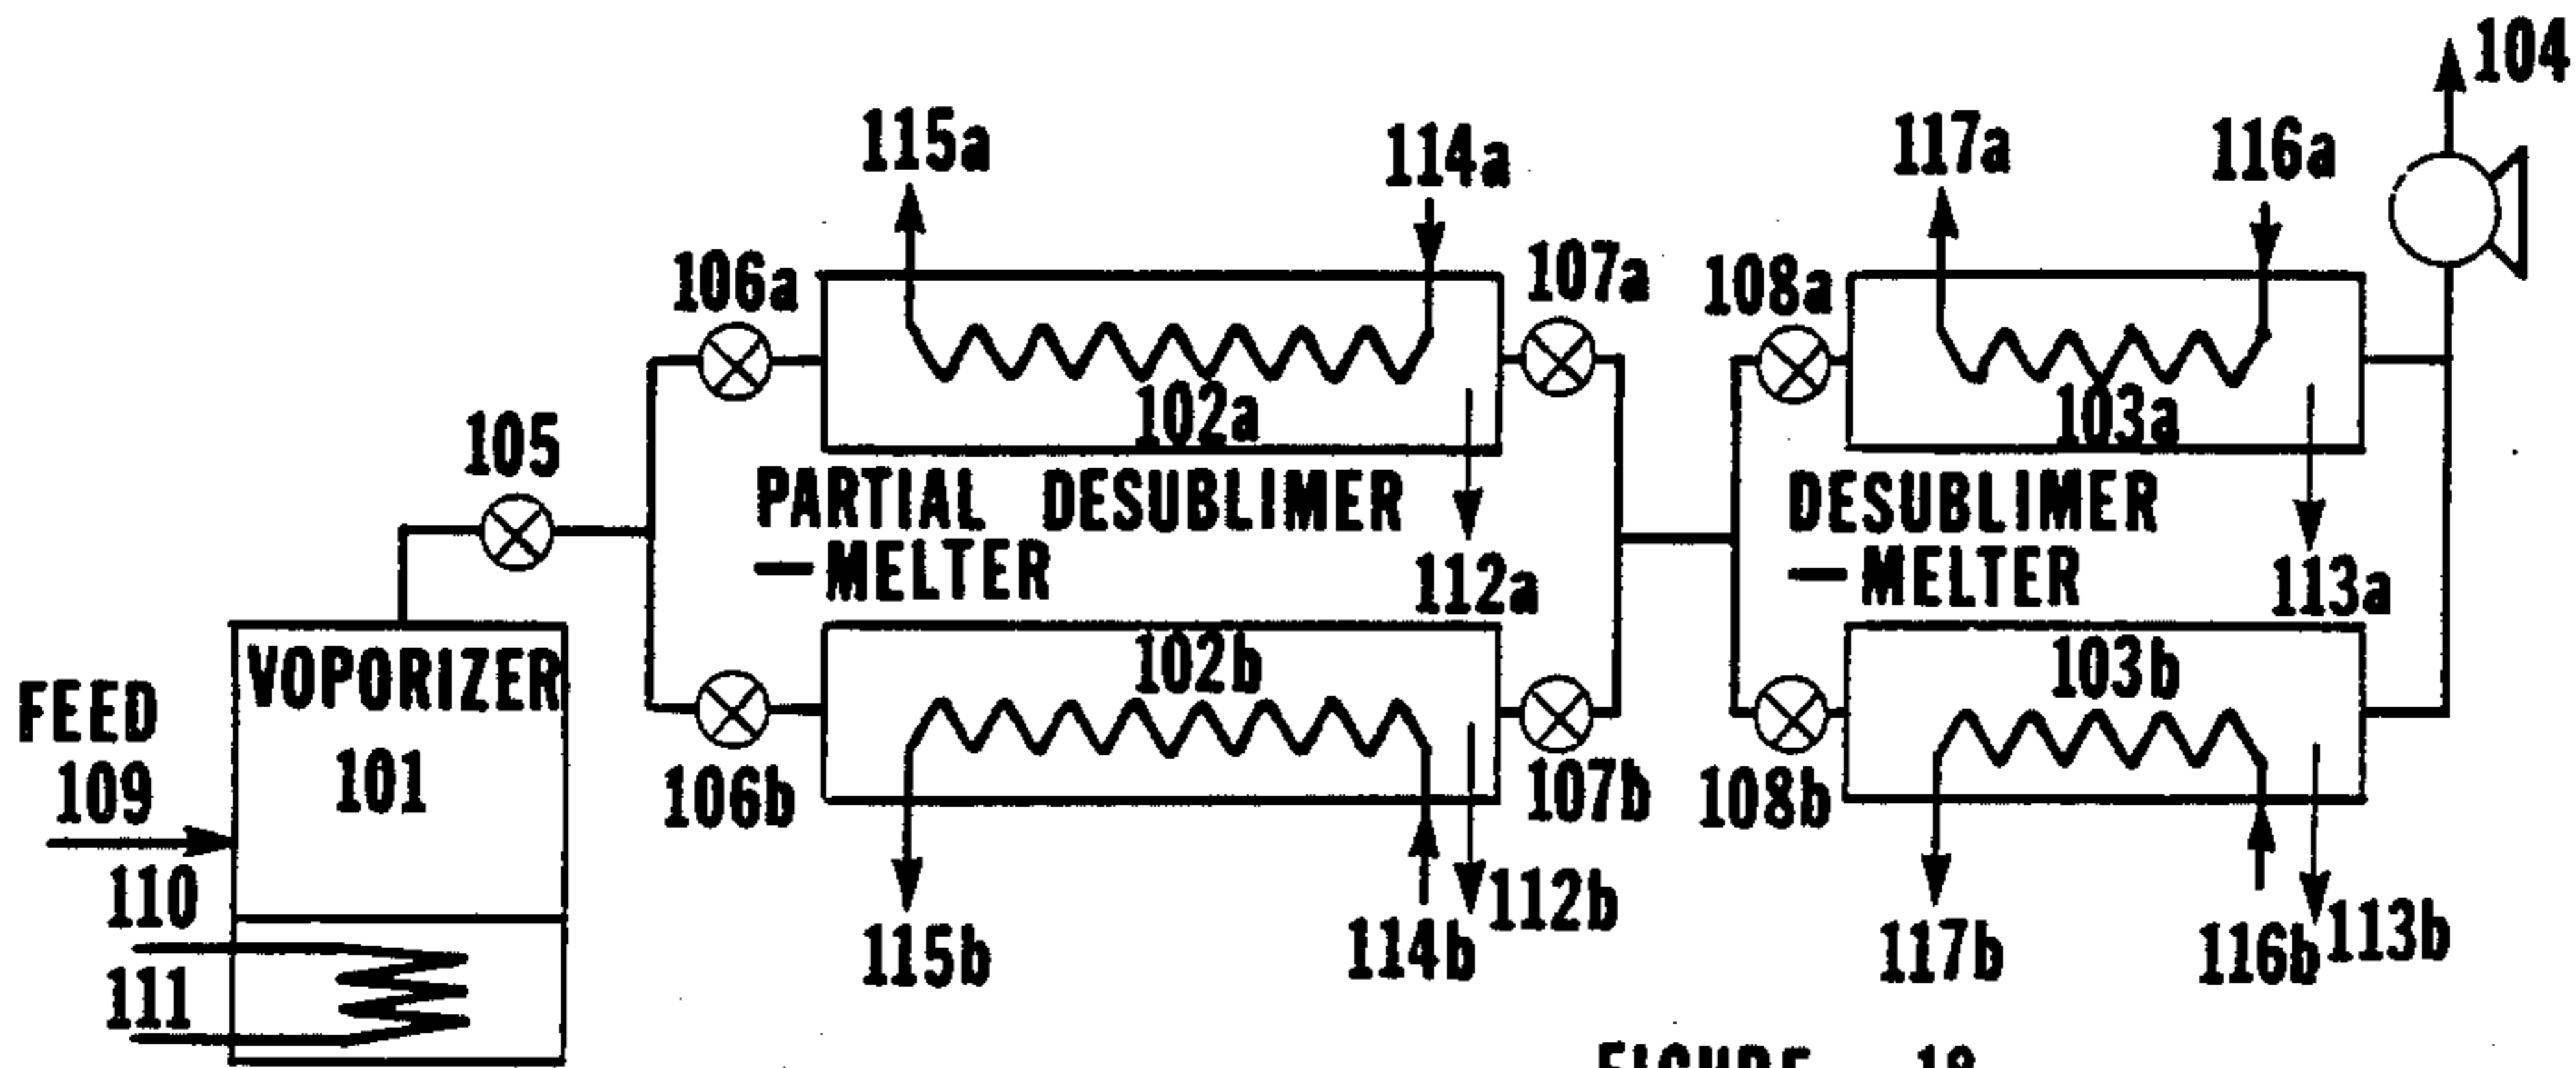 104
115a
114a
117a
116a
106a
107a
108a
102a
103a
105
PARTIAL DESUBLIMER
—MELTER
DESUBLIMER
—MELTER
112a
113a
VOPORIZER
101
102b
103b
FEED
109
110
111
106b
107b
108b
115b
114b
112b
117b
116b
113b